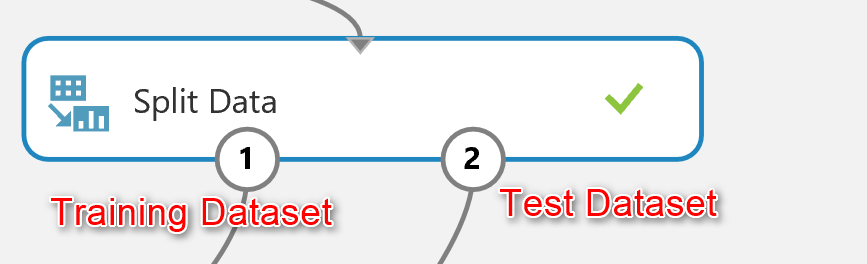 Split Data
1
2
Training Dataset
Test Dataset